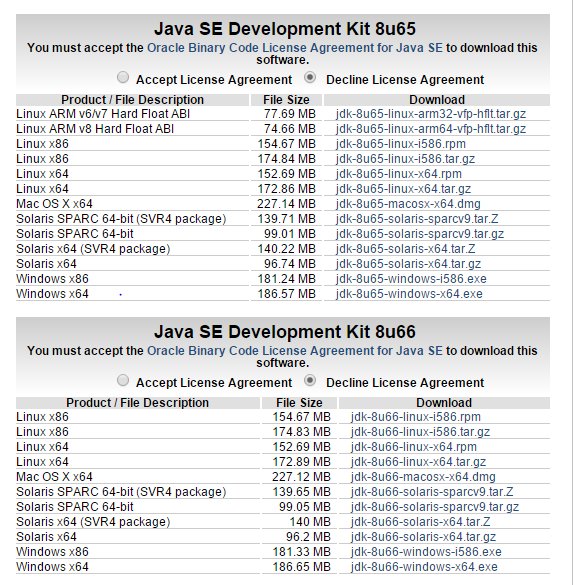 Java SE Development Kit 8u65
You must accept the Oracle Binary Code License Agreement for Java SE to download this
software.
Accept License Agreement Decline License Agreement
Product / File Description File Size Download
Linux ARM v6/v7 Hard Float ABI 77.69 MB jdk-8u65-linux-arm32-vfp-hflt.tar.gz
Linux ARM v8 Hard Float ABI 74.66 MB jdk-8u65-linux-arm64-vfp-hflt.tar.gz
Linux x86 154.67 MB jdk-8u65-linux-i586.rpm
Linux x86 174.84 MB jdk-8u65-linux-i586.tar.gz
Linux x64 152.69 MB jdk-8u65-linux-x64.rpm
Linux x64 172.86 MB jdk-8u65-linux-x64.tar.gz
Mac OS X x64 227.14 MB jdk-8u65-macosx-x64.dmg
Solaris SPARC 64-bit (SVR4 package) 139.71 MB jdk-8u65-solaris-sparcv9.tar.Z
Solaris SPARC 64-bit 99.01 MB jdk-8u65-solaris-sparcv9.tar.gz
Solaris x64 (SVR4 package) 140.22 MB jdk-8u65-solaris-x64.tar.Z
Solaris x64 96.74 MB jdk-8u65-solaris-x64.tar.gz
Windows x86 181.24 MB jdk-8u65-windows-i586.exe
Windows x64 186.57 MB jdk-8u65-windows-x64.exe
Java SE Development Kit 8u66
You must accept the Oracle Binary Code License Agreement for Java SE to download this
software.
Accept License Agreement Decline License Agreement
Product / File Description File Size Download
Linux x86 154.67 MB jdk-8u66-linux-i586.rpm
Linux x86 174.83 MB jdk-8u66-linux-i586.tar.gz
Linux x64 152.69 MB jdk-8u66-linux-x64.rpm
Linux x64 172.89 MB jdk-8u66-linux-x64.tar.gz
Mac OS X x64 227.12 MB jdk-8u66-macosx-x64.dmg
Solaris SPARC 64-bit (SVR4 package) 139.65 MB jdk-8u66-solaris-sparcv9.tar.Z
Solaris SPARC 64-bit 99.05 MB jdk-8u66-solaris-sparcv9.tar.gz
Solaris x64 (SVR4 package) 140 MB jdk-8u66-solaris-x64.tar.Z
Solaris x64 96.2 MB jdk-8u66-solaris-x64.tar.gz
Windows x86 181.33 MB jdk-8u66-windows-i586.exe
Windows x64 186.65 MB jdk-8u66-windows-x64.exe